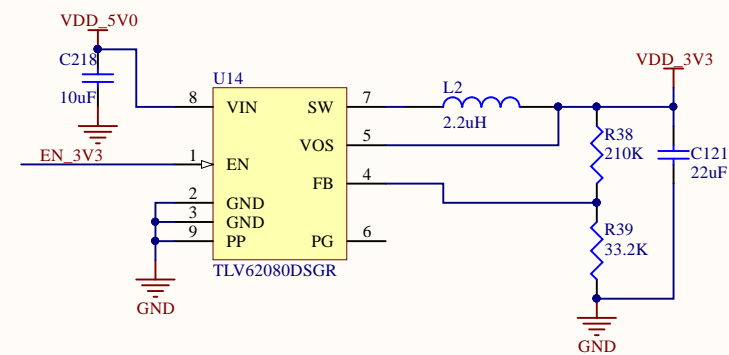 VDD_5V0
C218
10uF
U14
8
VIN
SW
7
L2
2.2uH
VDD_3V3
VOS
5
R38
210K
C121
22uF
EN_3V3
1
EN
FB
4
2
GND
3
GND
9
PP
PG
6
R39
33.2K
TLV62080DSGR
GND
GND